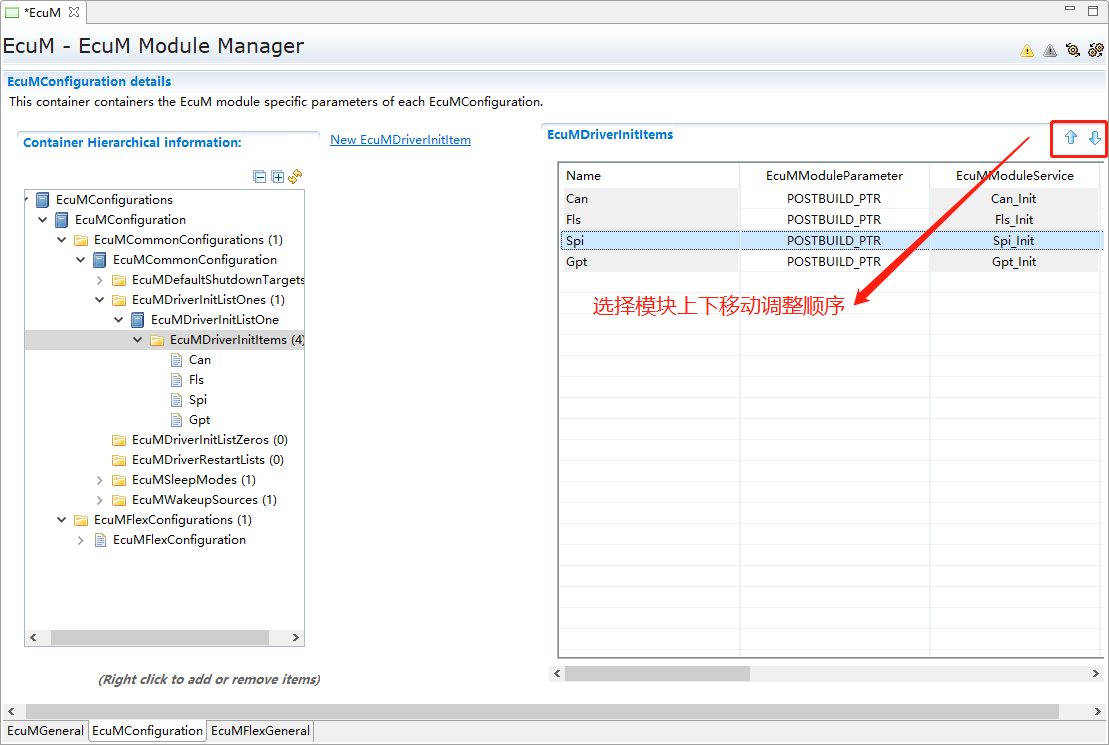 *EcuM
EcuM - EcuM Module Manager
EcuMConfiguration details
This container containers the EcuM module specific parameters of each EcuMConfiguration.
Container Hierarchical information:
New EcuMDriverInitItem
EcuMConfigurations
EcuMConfiguration
EcuMCommonConfigurations (1)
EcuMCommonConfiguration
EcuMDefaultShutdownTargets
EcuMDriverInitListOnes (1)
EcuMDriverInitListOne
EcuMDriverInitItems (4)
Can
Fls
Spi
Gpt
EcuMDriverInitListZeros (0)
EcuMDriverRestartLists (0)
EcuMSleepModes (1)
EcuMWakeupSources (1)
EcuMFlexConfigurations (1)
EcuMFlexConfiguration
(Right click to add or remove items)
EcuMDriverInitItems
Name EcuMModuleParameter EcuMModuleService
Can POSTBUILD_PTR Can_Init
Fls POSTBUILD_PTR Fls_Init
Spi POSTBUILD_PTR Spi_Init
Gpt POSTBUILD_PTR Gpt_Init
选择模块上下移动调整顺序
EcuMGeneral EcuMConfiguration EcuMFlexGeneral